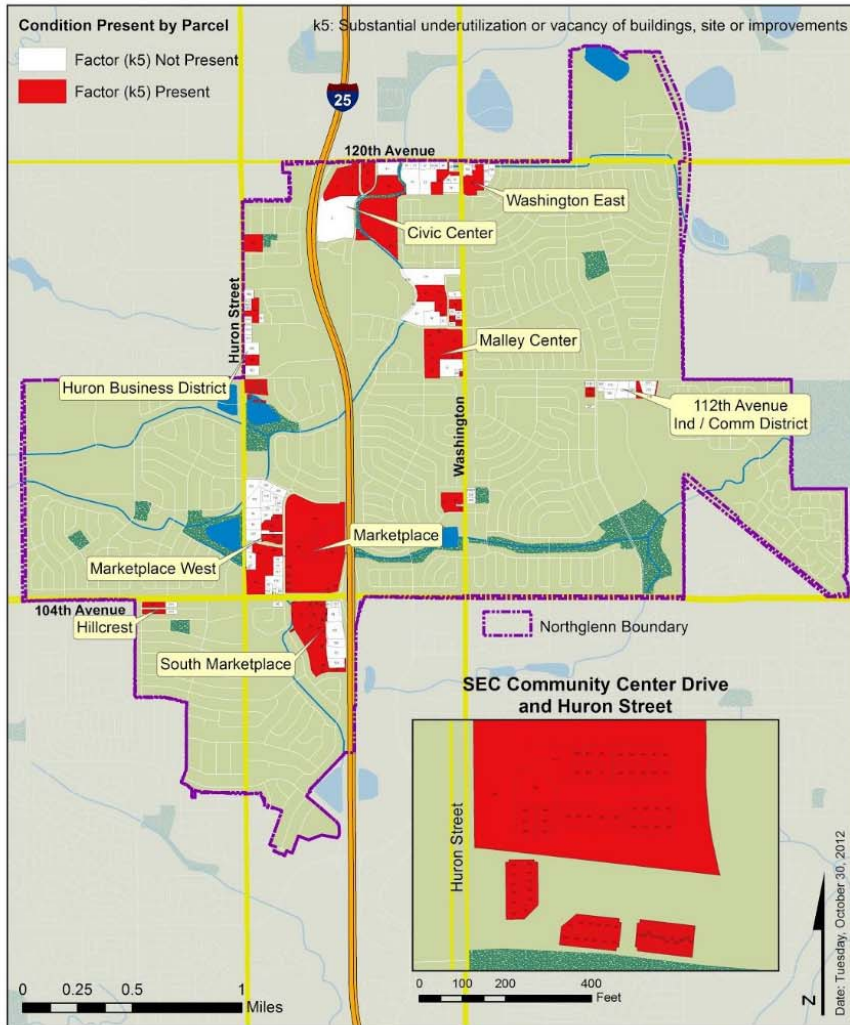 Condition Present by Parcel
k5: Substantial underutilization or vacancy of buildings, site or improvements
Factor (k5) Not Present
Factor (k5) Present
25
120th Avenue
Washington East
Civic Center
Huron Street
Malley Center
Huron Business District
112th Avenue
Ind / Comm District
Washington
Marketplace
Marketplace West
104th Avenue
Hillcrest
Northglenn Boundary
South Marketplace
SEC Community Center Drive
and Huron Street
Huron Street
0 0.25 0.5 1
Miles
0 100 200 400
Feet
N
Date: Tuesday, October 30, 2012